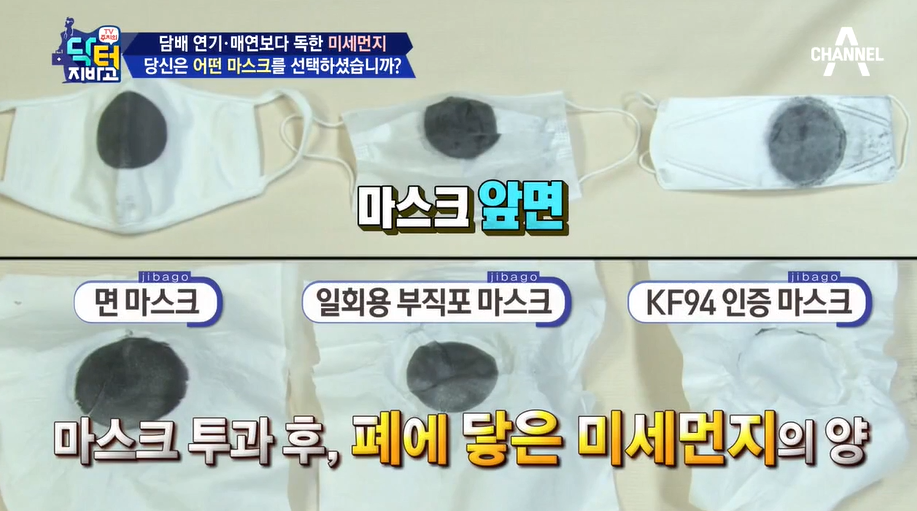 TV
주치의
닥터
지바고
담배 연기·매연보다 독한 미세먼지
당신은 어떤 마스크를 선택하셨습니까?
CHANNEL
A
마스크 앞면
jibago
jibago
jibago
면 마스크
일회용 부직포 마스크
KF94 인증 마스크
마스크 투과 후, 폐에 닿은 미세먼지의 양